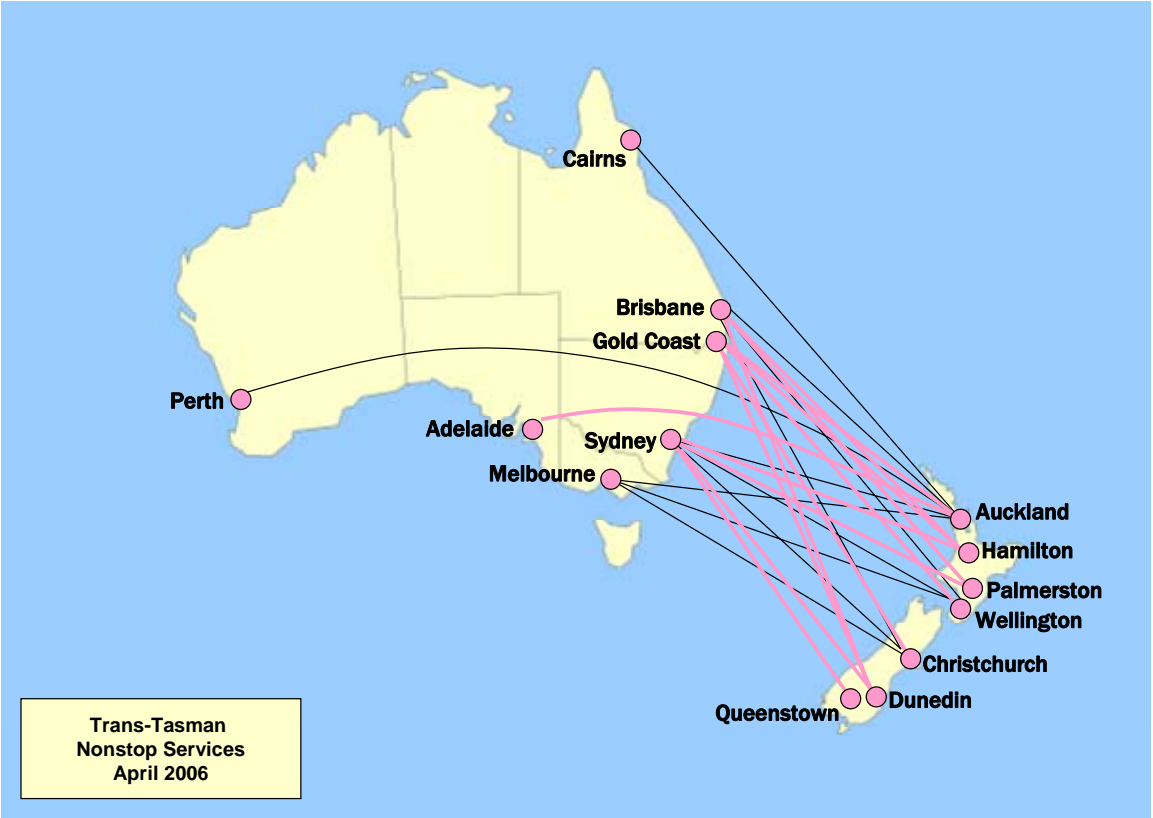 Cairns
Brisbane
Gold Coast
Perth
Adelaide
Sydney
Melbourne
Auckland
Hamilton
Palmerston
Wellington
Christchurch
Dunedin
Queenstown
Trans-Tasman
Nonstop Services
April 2006